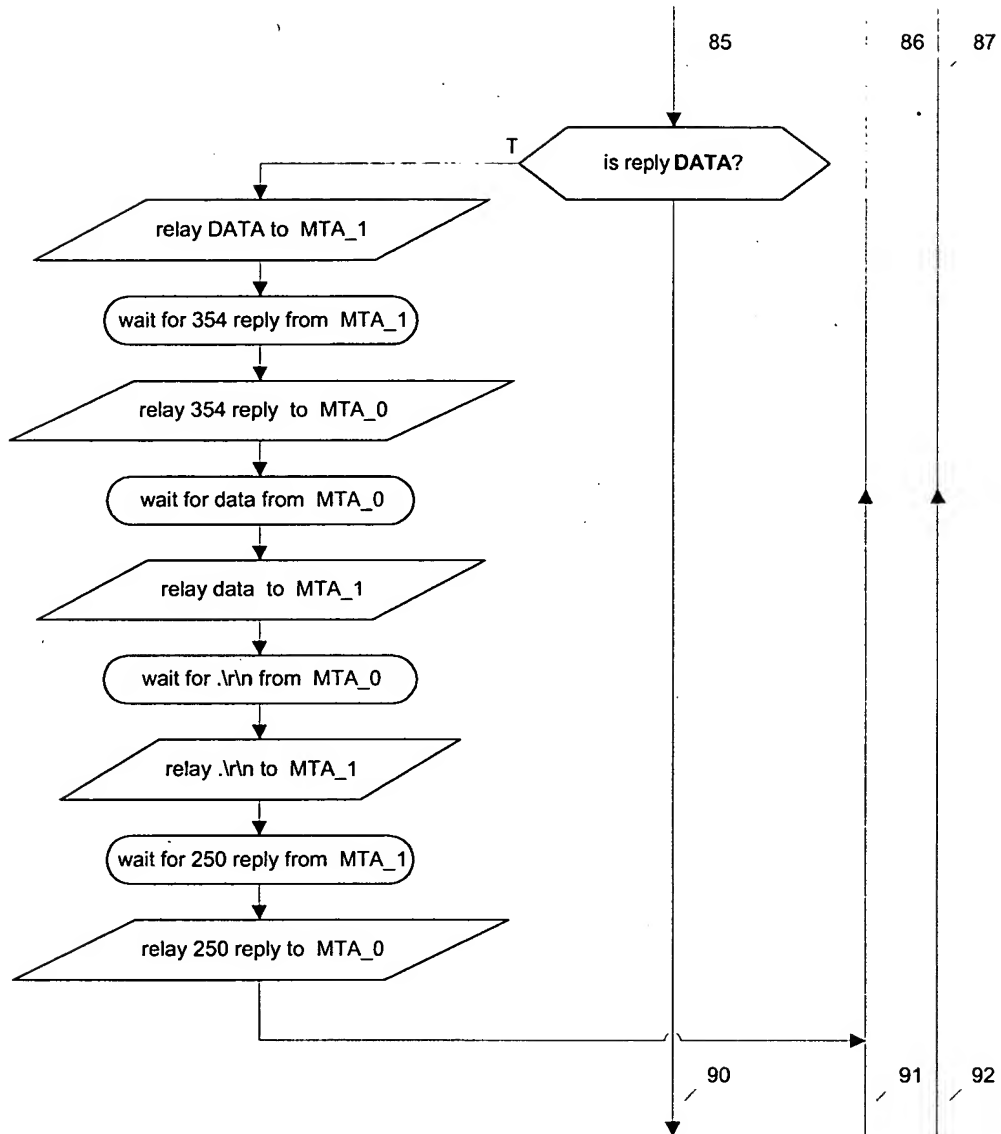 85
86
87
T
is reply DATA?
relay DATA to MTA_1
wait for 354 reply from MTA_1
relay 354 reply to MTA_0
wait for data from MTA_0
relay data to MTA_1
wait for .\r\n from MTA_0
relay .\r\n to MTA_1
wait for 250 reply from MTA_1
relay 250 reply to MTA_0
90
91
92